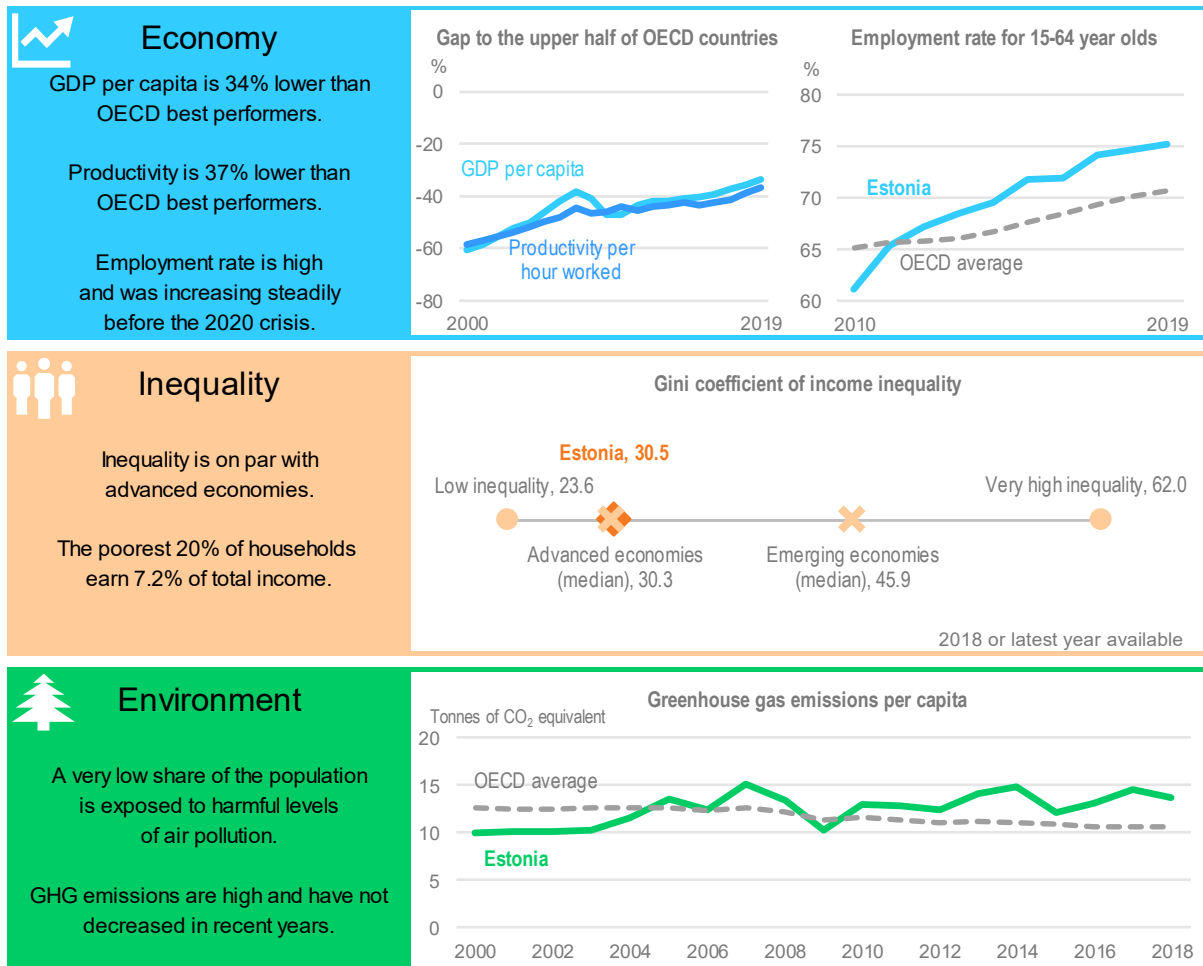 Economy
GDP per capita is 34% lower than
OECD best performers.
Productivity is 37% lower than
OECD best performers.
Employment rate is high
and was increasing steadily
before the 2020 crisis.
Gap to the upper half of OECD countries
%
0
-20
-40
-60
-80
GDP per capita
Productivity per
hour worked
2000
2019
Employment rate for 15-64 year olds
%
80
75
70
65
60
Estonia
OECD average
2010
2019
Inequality
Inequality is on par with
advanced economies.
The poorest 20% of households
earn 7.2% of total income.
Gini coefficient of income inequality
Estonia, 30.5
Low inequality, 23.6
Very high inequality, 62.0
Advanced economies
(median), 30.3
Emerging economies
(median), 45.9
2018 or latest year available
Environment
A very low share of the population
is exposed to harmful levels
of air pollution.
GHG emissions are high and have not
decreased in recent years.
Greenhouse gas emissions per capita
Tonnes of CO₂ equivalent
20
15
10
5
0
OECD average
Estonia
2000
2002
2004
2006
2008
2010
2012
2014
2016
2018